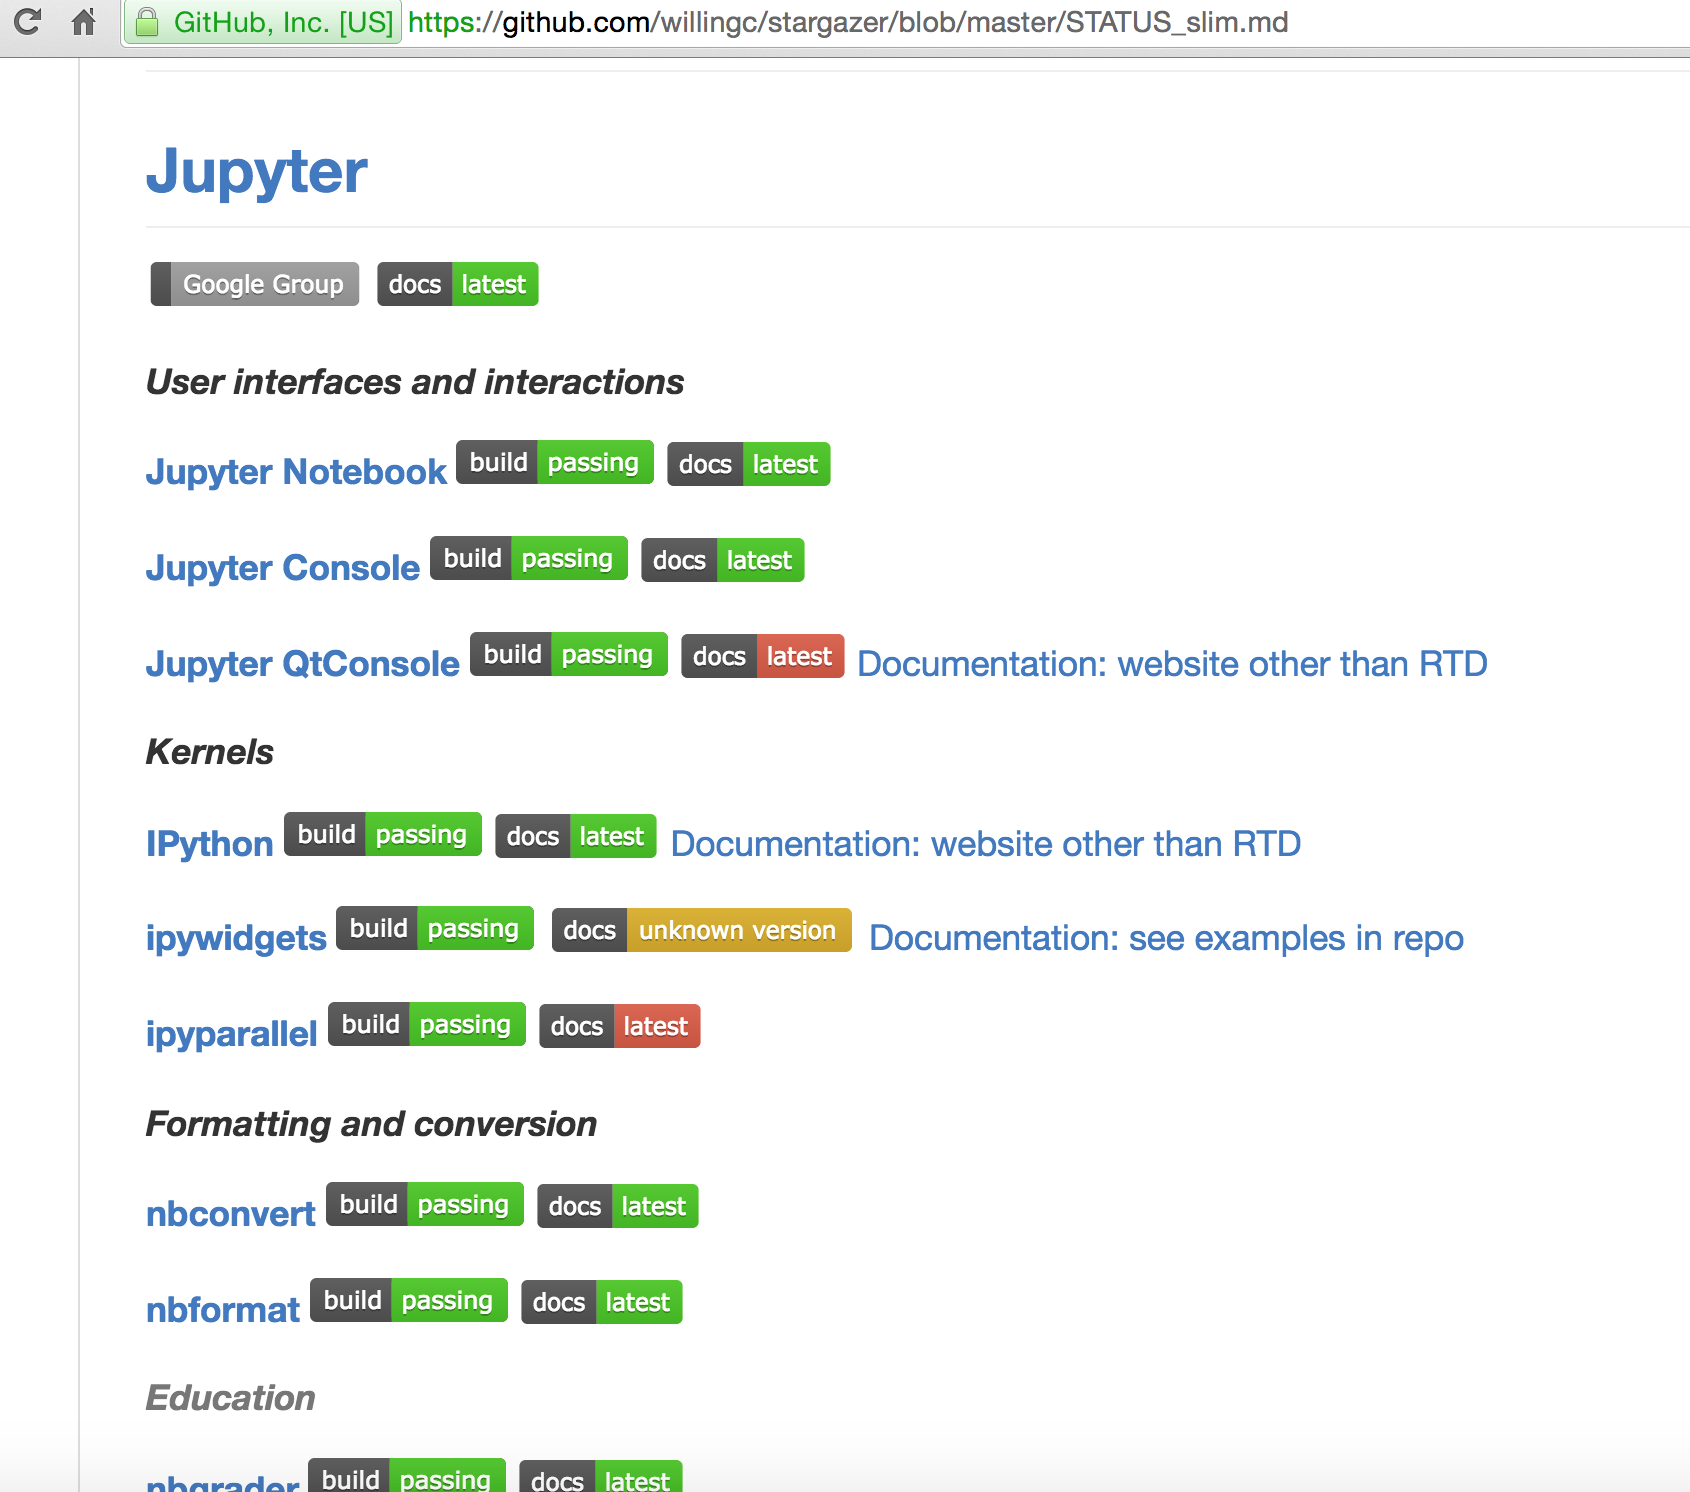 GitHub, Inc. [US] https://github.com/willingc/stargazer/blob/master/STATUS_slim.md
Jupyter
Google Group docs latest
User interfaces and interactions
Jupyter Notebook build passing docs latest
Jupyter Console build passing docs latest
Jupyter QtConsole build passing docs latest Documentation: website other than RTD
Kernels
IPython build passing docs latest Documentation: website other than RTD
ipywidgets build passing docs unknown version Documentation: see examples in repo
ipyparallel build passing docs latest
Formatting and conversion
nbconvert build passing docs latest
nbformat build passing docs latest
Education
nbgrader build passing docs latest